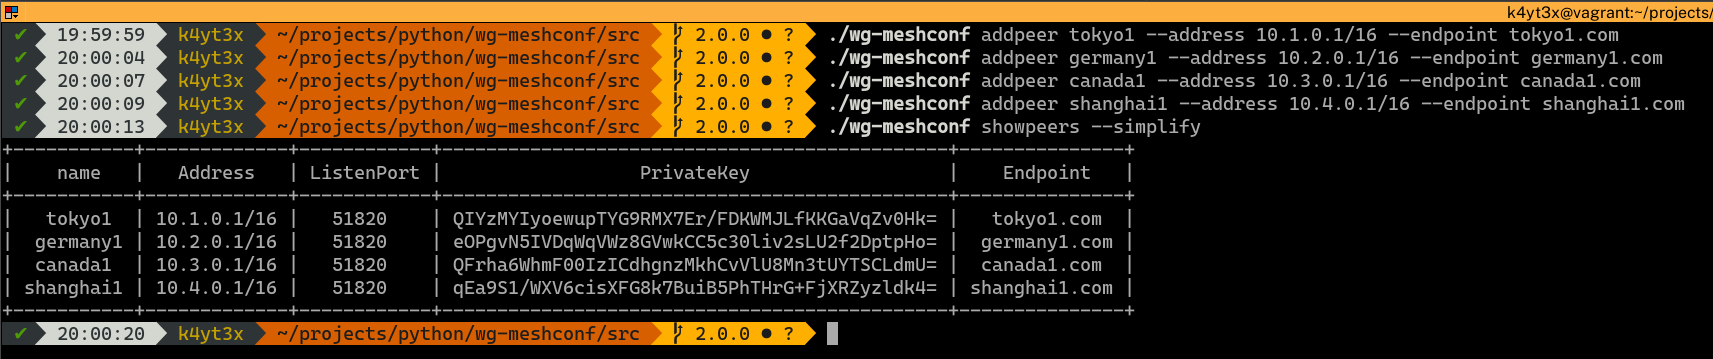 k4yt3x@vagrant:~/projects/
✔ 19:59:59 k4yt3x ~/projects/python/wg-meshconf/src 2.0.0 ● ? ./wg-meshconf addpeer tokyo1 --address 10.1.0.1/16 --endpoint tokyo1.com
✔ 20:00:04 k4yt3x ~/projects/python/wg-meshconf/src 2.0.0 ● ? ./wg-meshconf addpeer germany1 --address 10.2.0.1/16 --endpoint germany1.com
✔ 20:00:07 k4yt3x ~/projects/python/wg-meshconf/src 2.0.0 ● ? ./wg-meshconf addpeer canada1 --address 10.3.0.1/16 --endpoint canada1.com
✔ 20:00:09 k4yt3x ~/projects/python/wg-meshconf/src 2.0.0 ● ? ./wg-meshconf addpeer shanghai1 --address 10.4.0.1/16 --endpoint shanghai1.com
✔ 20:00:13 k4yt3x ~/projects/python/wg-meshconf/src 2.0.0 ● ? ./wg-meshconf showpeers --simplify
+-----------+-------------+------------+----------------------------------------------+---------------+
| name | Address | ListenPort | PrivateKey | Endpoint |
+-----------+-------------+------------+----------------------------------------------+---------------+
| tokyo1 | 10.1.0.1/16 | 51820 | QIYzMYIyoewupTYG9RMX7Er/FDKWMJLfKKGaVqZv0Hk= | tokyo1.com |
| germany1 | 10.2.0.1/16 | 51820 | eOPgvN5IVDqWqVWz8GVwkCC5c30liv2sLU2f2DptpHo= | germany1.com |
| canada1 | 10.3.0.1/16 | 51820 | QFrha6WhmF00IzICdhgnzMkhCvVlU8Mn3tUYTSCLdmU= | canada1.com |
| shanghai1 | 10.4.0.1/16 | 51820 | qEa9S1/WXV6cisXFG8k7BuiB5PhTHrG+FjXRZyzldk4= | shanghai1.com |
+-----------+-------------+------------+----------------------------------------------+---------------+
✔ 20:00:20 k4yt3x ~/projects/python/wg-meshconf/src 2.0.0 ● ?